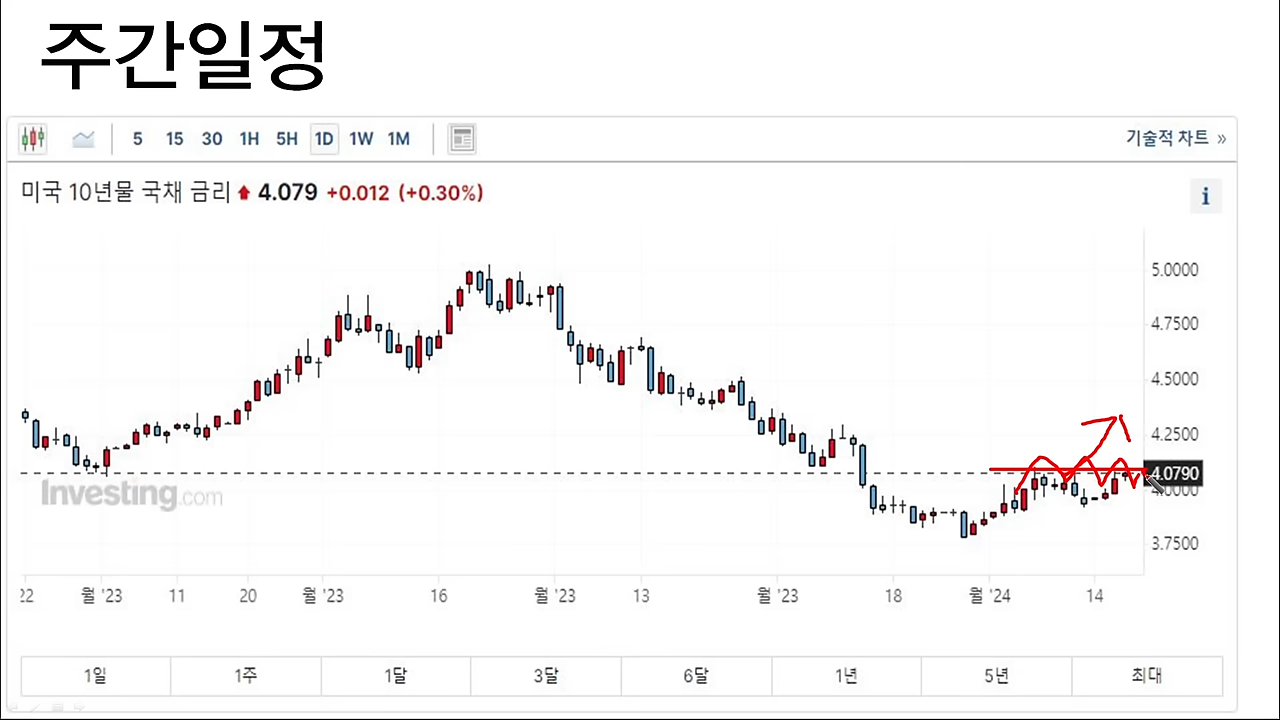 주간일정
5 15 30 1H 5H 1D 1W 1M 기술적 차트 »
미국 10년물 국채 금리 4.079 +0.012 (+0.30%)
i
5.0000
4.7500
4.5000
4.2500
4.0790
4.0000
3.7500
Investing.com
22 월 '23 11 20 월 '23 16 월 '23 13 월 '23 18 월 '24 14
1일 1주 1달 3달 6달 1년 5년 최대